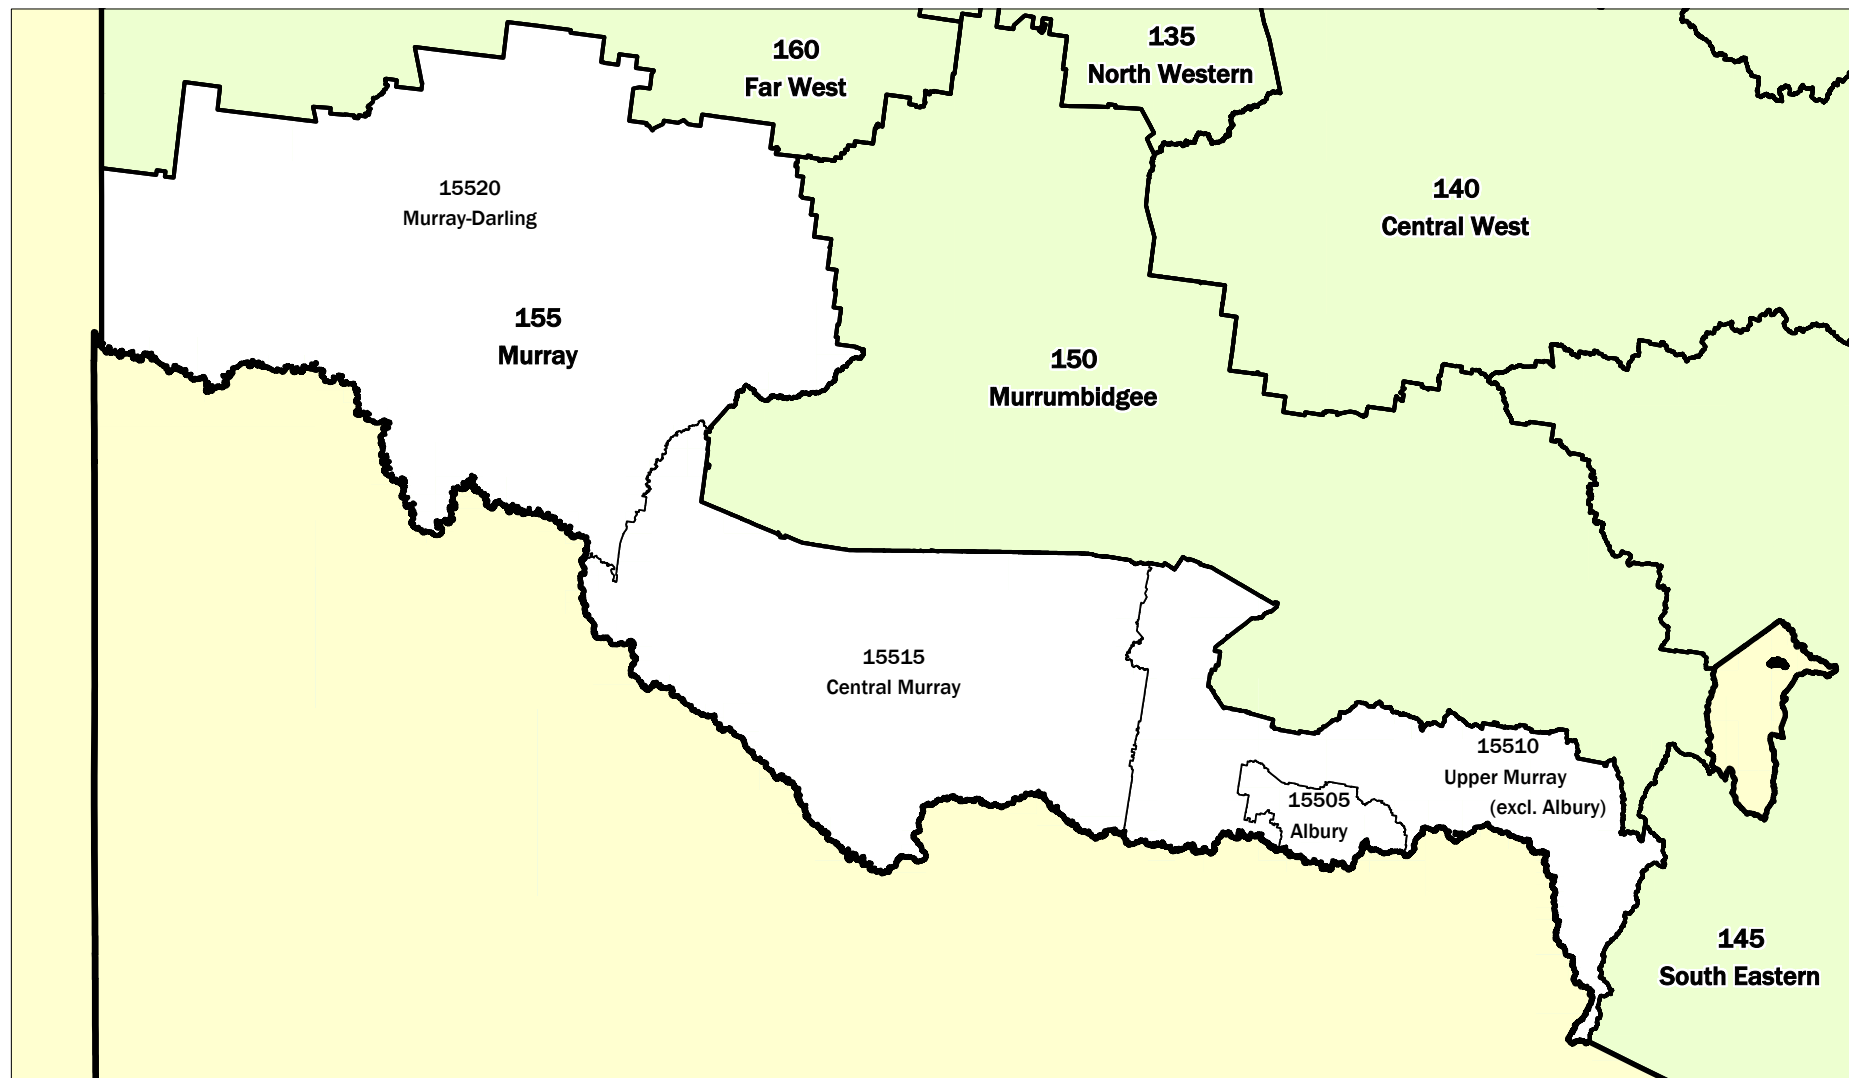 135
North Western
160
Far West
15520
Murray-Darling
140
Central West
155
Murray
150
Murrumbidgee
15515
Central Murray
15510
Upper Murray
(excl. Albury)
15505
Albury
145
South Eastern